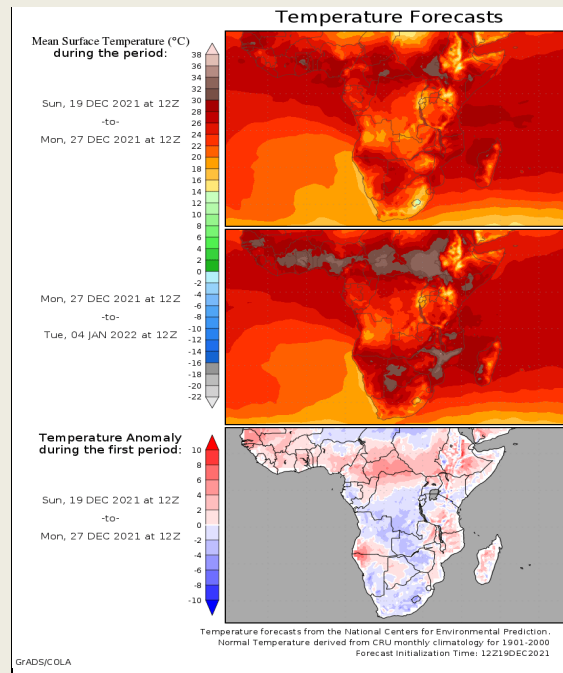 Temperature Forecasts
Mean Surface Temperature (°C)
during the period:
Sun, 19 DEC 2021 at 12Z
-to-
Mon, 27 DEC 2021 at 12Z
38
36
34
32
30
28
26
24
22
20
18
16
14
12
10
8
6
4
2
0
-2
-4
-6
-8
-10
-12
-14
-16
-18
-20
-22
Mon, 27 DEC 2021 at 12Z
-to-
Tue, 04 JAN 2022 at 12Z
Temperature Anomaly
during the first period:
Sun, 19 DEC 2021 at 12Z
-to-
Mon, 27 DEC 2021 at 12Z
10
8
6
4
2
0
-2
-4
-6
-8
-10
Temperature forecasts from the National Centers for Environmental Prediction.
Normal Temperature derived from CRU monthly climatology for 1901-2000
Forecast Initialization Time: 12Z19DEC2021
GrADS/COLA